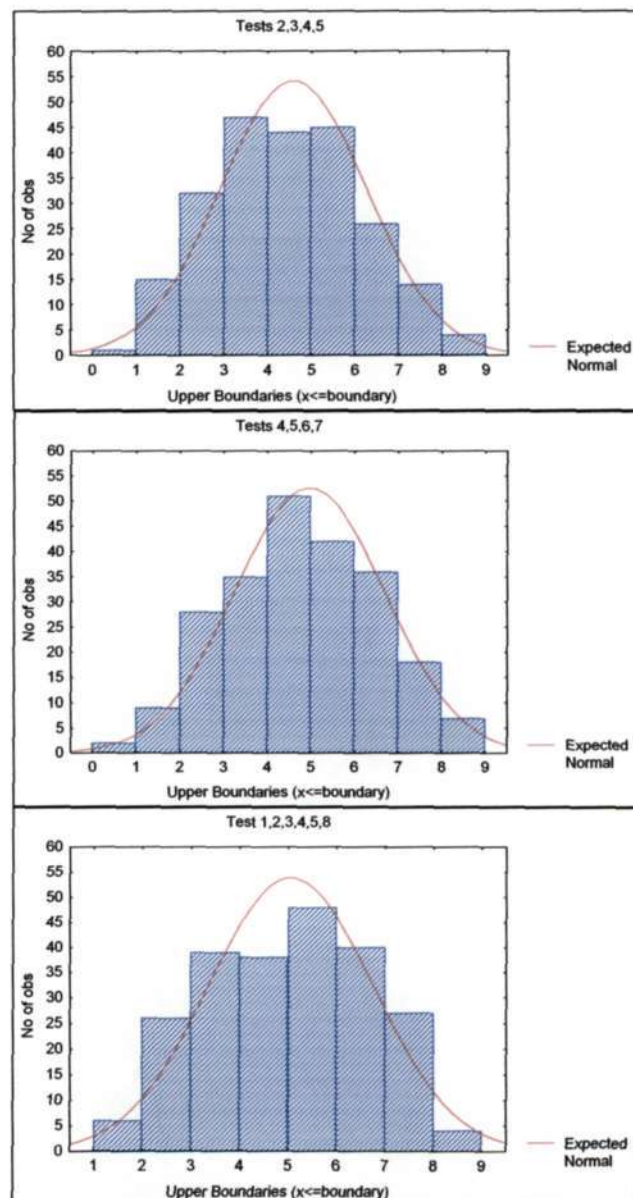 Tests 2,3,4,5
60
55
50
45
40
35
30
25
20
15
10
5
0
No of obs
0 1 2 3 4 5 6 7 8 9
Upper Boundaries (x<=boundary)
Expected
Normal
Tests 4,5,6,7
60
55
50
45
40
35
30
25
20
15
10
5
0
No of obs
0 1 2 3 4 5 6 7 8 9
Upper Boundaries (x<=boundary)
Expected
Normal
Test 1,2,3,4,5,8
60
55
50
45
40
35
30
25
20
15
10
5
0
No of obs
1 2 3 4 5 6 7 8 9
Upper Boundaries (x<=boundary)
Expected
Normal